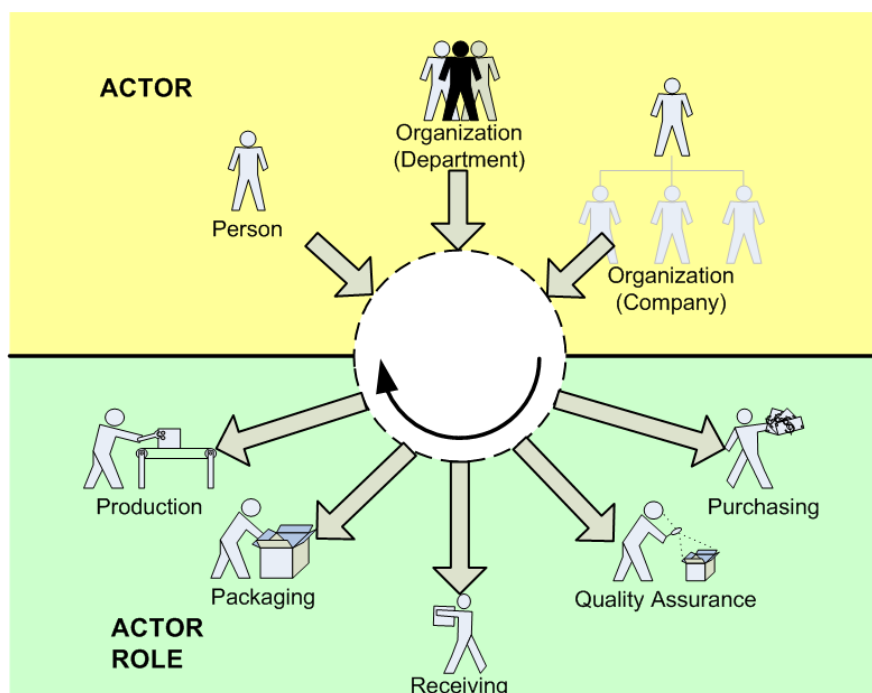 ACTOR
Organization
(Department)
Person
Organization
(Company)
Production
Purchasing
Packaging
Quality Assurance
ACTOR
ROLE
Receiving